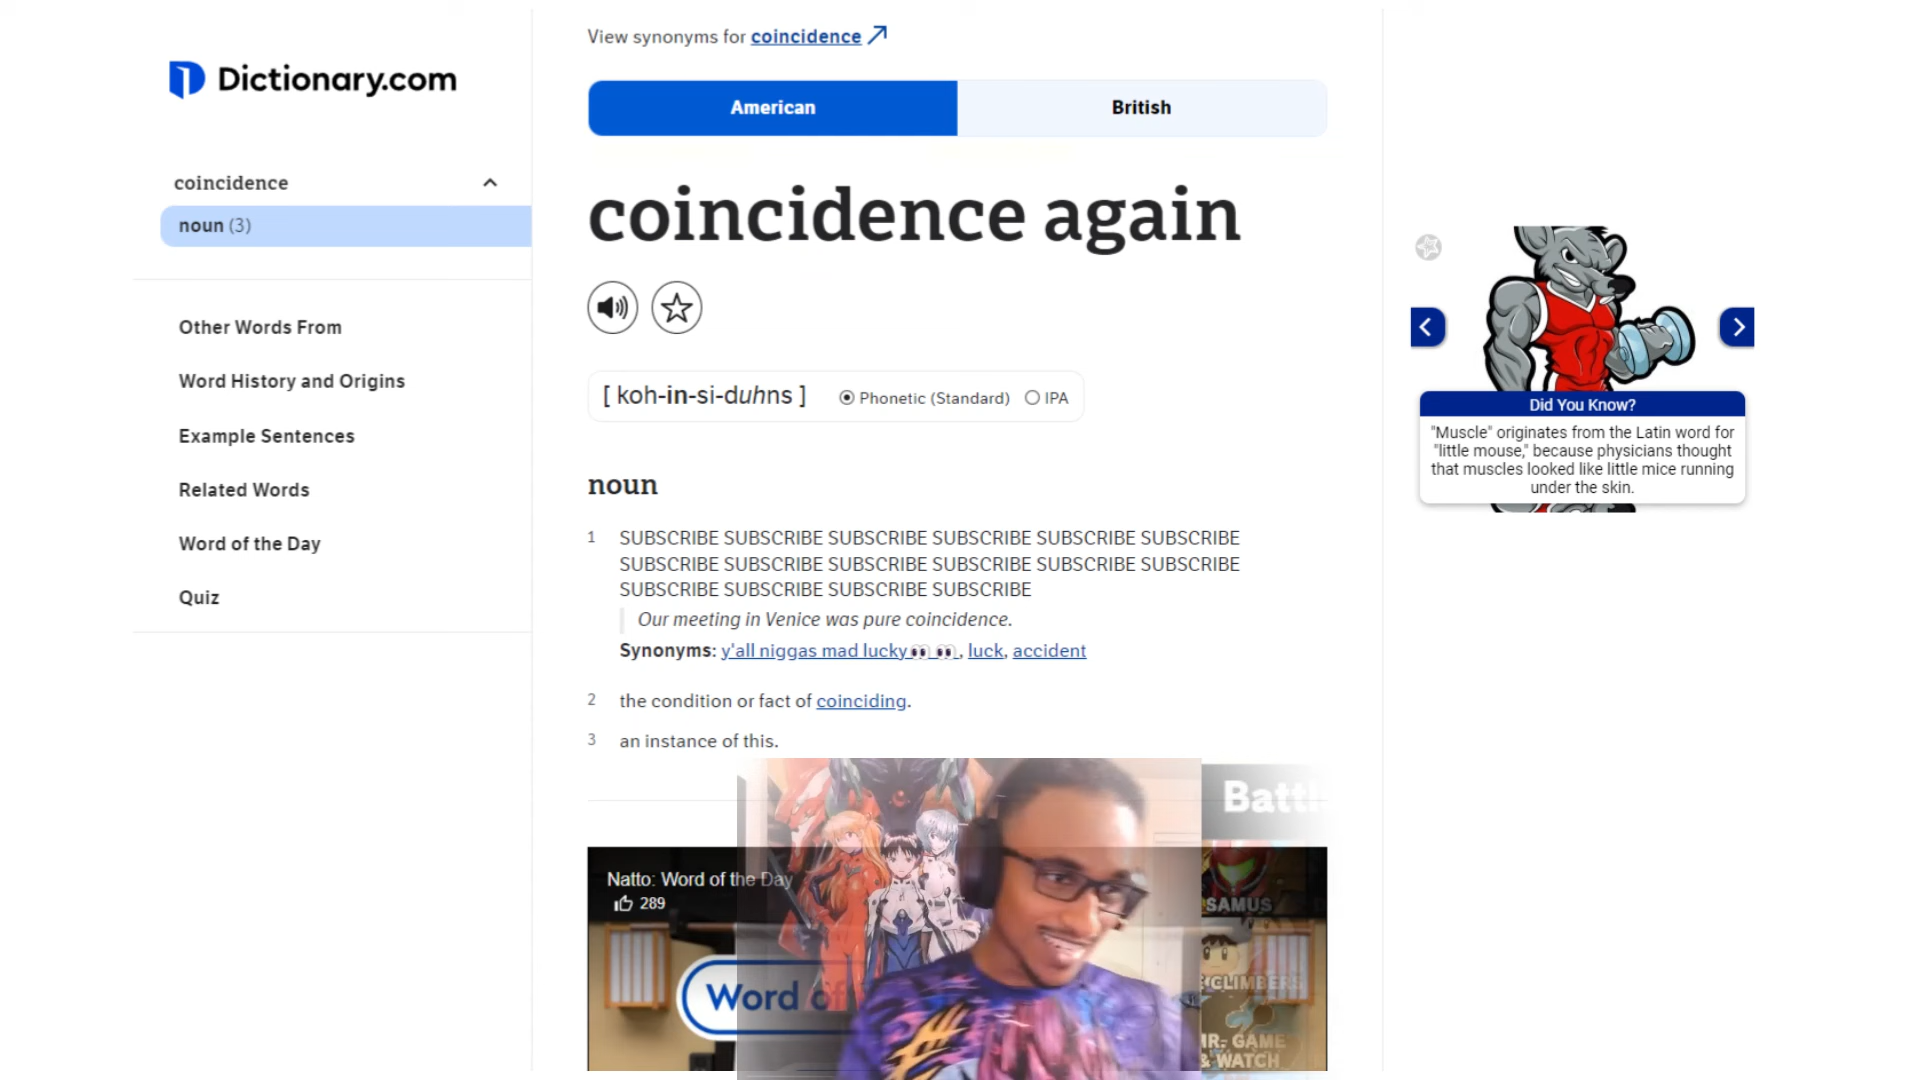 View synonyms for coincidence
Dictionary.com
American
British
coincidence
noun (3)
coincidence again
Other Words From
Word History and Origins
Example Sentences
Related Words
Word of the Day
Quiz
[ koh-in-si-duhns ]
Phonetic (Standard)
IPA
Did You Know?
"Muscle" originates from the Latin word for
"little mouse," because physicians thought
that muscles looked like little mice running
under the skin.
noun
1 SUBSCRIBE SUBSCRIBE SUBSCRIBE SUBSCRIBE SUBSCRIBE SUBSCRIBE
SUBSCRIBE SUBSCRIBE SUBSCRIBE SUBSCRIBE SUBSCRIBE SUBSCRIBE
SUBSCRIBE SUBSCRIBE SUBSCRIBE SUBSCRIBE
Our meeting in Venice was pure coincidence.
Synonyms: y'all niggas mad lucky👀 👀 , luck, accident
2 the condition or fact of coinciding.
3 an instance of this.
Natto: Word of the Day
289
Word of
SAMUS
CLIMBERS
GAME
& WATCH